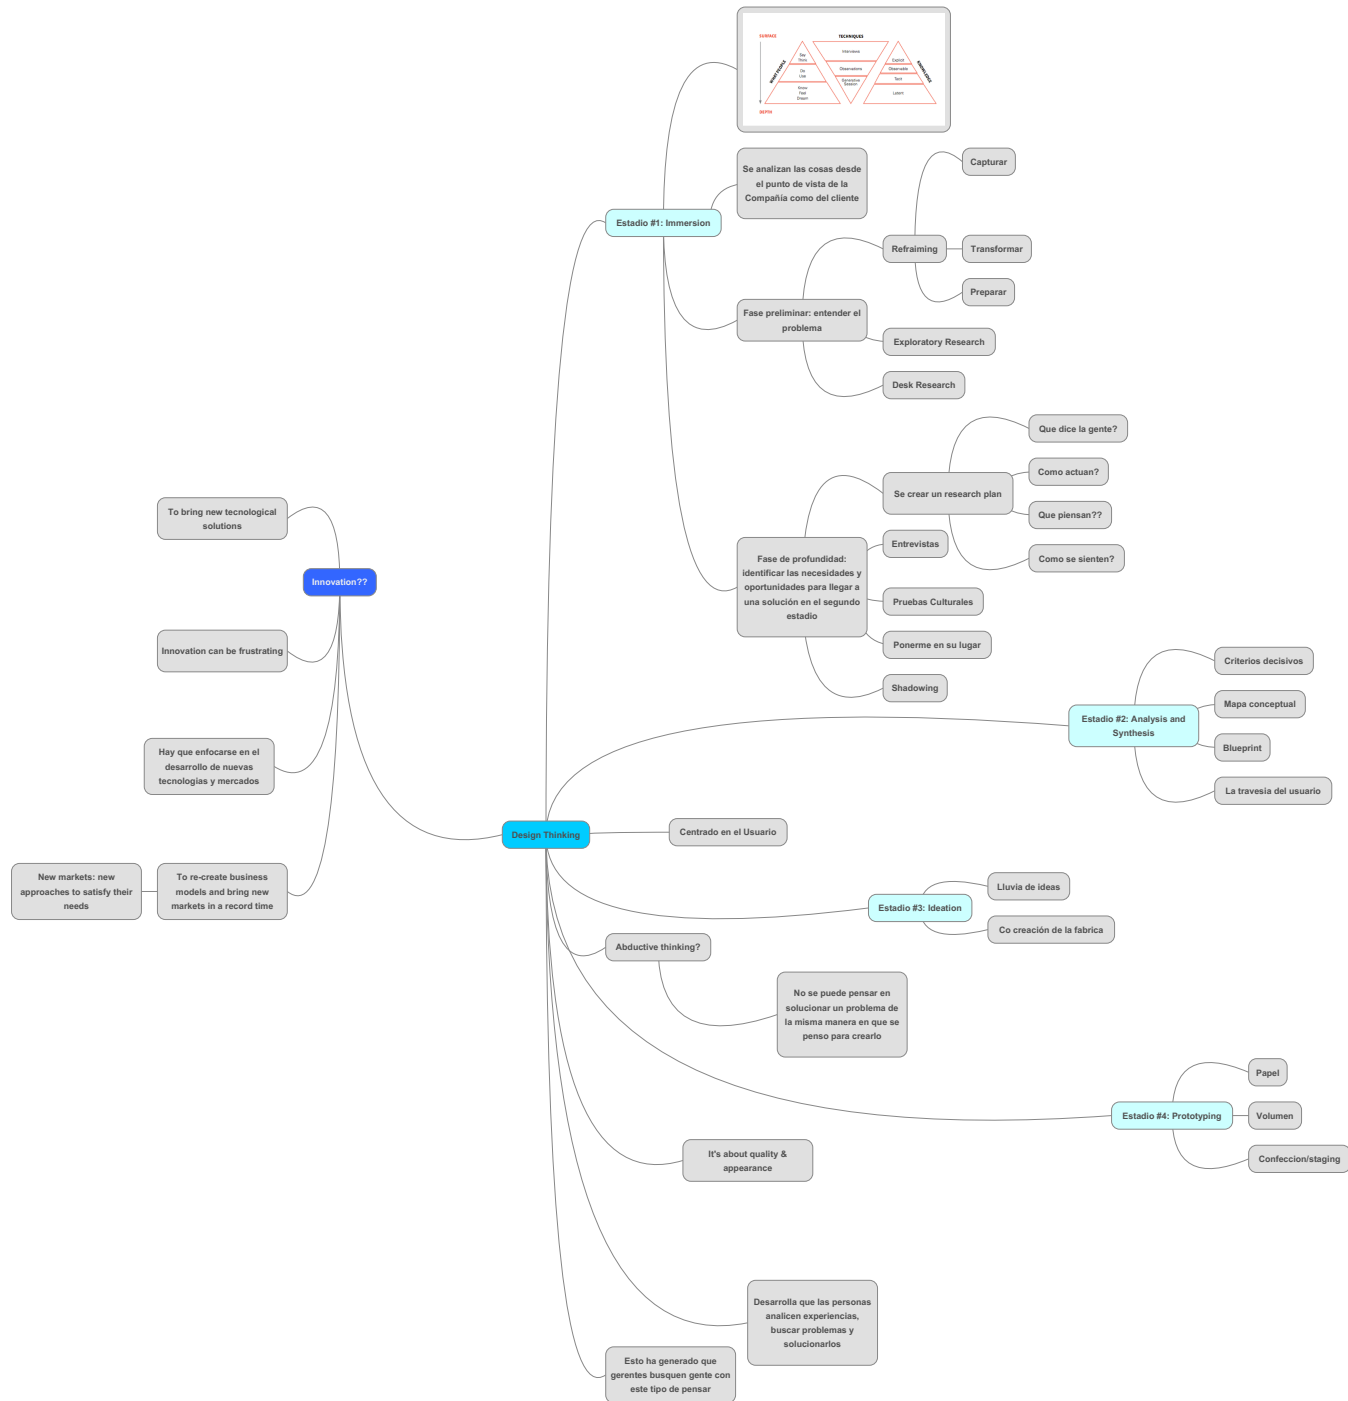 SURFACE
TECHNIQUES
WHAT PEOPLE
Say
Think
Do
Use
Know
Feel
Dream
Interviews
Observations
Generative
Session
Explicit
Observable
Tacit
Latent
KNOWLEDGE
DEPTH
Se analizan las cosas desde
el punto de vista de la
Compañia como del cliente
Estadio #1: Immersion
Capturar
Refraiming
Transformar
Preparar
Fase preliminar: entender el
problema
Exploratory Research
Desk Research
Que dice la gente?
Como actuan?
Se crear un research plan
Que piensan??
Como se sienten?
Entrevistas
Fase de profundidad:
identificar las necesidades y
oportunidades para llegar a
una solución en el segundo
estadio
Pruebas Culturales
Ponerme en su lugar
Shadowing
To bring new tecnological
solutions
Innovation??
Innovation can be frustrating
Hay que enfocarse en el
desarrollo de nuevas
tecnologias y mercados
To re-create business
models and bring new
markets in a record time
New markets: new
approaches to satisfy their
needs
Criterios decisivos
Estadio #2: Analysis and
Synthesis
Mapa conceptual
Blueprint
La travesia del usuario
Design Thinking
Centrado en el Usuario
Lluvia de ideas
Estadio #3: Ideation
Co creación de la fabrica
Abductive thinking?
No se puede pensar en
solucionar un problema de
la misma manera en que se
penso para crearlo
Papel
Estadio #4: Prototyping
Volumen
Confeccion/staging
It's about quality &
appearance
Desarrolla que las personas
analicen experiencias,
buscar problemas y
solucionarlos
Esto ha generado que
gerentes busquen gente con
este tipo de pensar